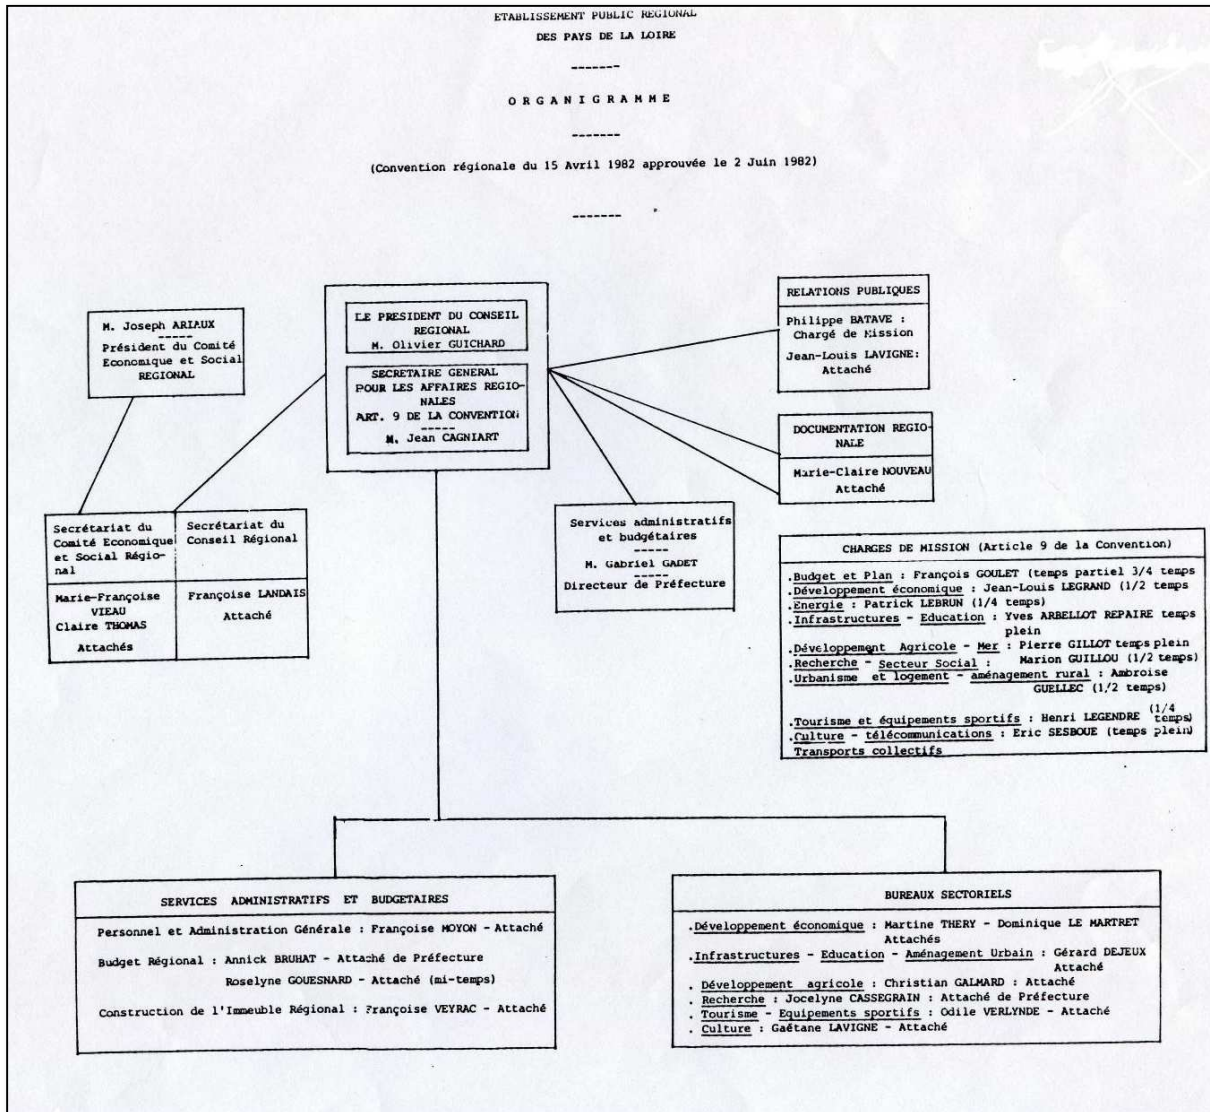 ETABLISSEMENT PUBLIC REGIONAL
DES PAYS DE LA LOIRE
-------
O R G A N I G R A M M E
-------
(Convention régionale du 15 Avril 1982 approuvée le 2 Juin 1982)
-------
M. Joseph ARIAUX
-----
Président du Comité
Economique et Social
REGIONAL
LE PRESIDENT DU CONSEIL
REGIONAL
M. Olivier GUICHARD
SECRETAIRE GENERAL
POUR LES AFFAIRES REGIO-
NALES
ART. 9 DE LA CONVENTION
-----
M. Jean CAGNIART
RELATIONS PUBLIQUES
Philippe BATAVE :
Chargé de Mission
Jean-Louis LAVIGNE:
Attaché
DOCUMENTATION REGIO-
NALE
Marie-Claire NOUVEAU
Attaché
Secrétariat du
Comité Economique
et Social Régio-
nal
Marie-Françoise
VIEAU
Claire THOMAS
Attachés
Secrétariat du
Conseil Régional
Françoise LANDAIS
Attaché
Services administratifs
et budgétaires
-----
M. Gabriel GADET
-----
Directeur de Préfecture
CHARGES DE MISSION (Article 9 de la Convention)
.Budget et Plan : François GOULET (temps partiel 3/4 temps
.Développement économique : Jean-Louis LEGRAND (1/2 temps
.Energie : Patrick LEBRUN (1/4 temps)
.Infrastructures - Education : Yves ARBELLOT REPAIRE temps
plein
.Développement Agricole - Mer : Pierre GILLOT temps plein
.Recherche - Secteur Social : Marion GUILLOU (1/2 temps)
.Urbanisme et logement - aménagement rural : Ambroise
GUELLEC (1/2 temps)
.Tourisme et équipements sportifs : Henri LEGENDRE (1/4
temps)
.Culture - télécommunications : Eric SESBOUE (temps plein)
Transports collectifs
SERVICES ADMINISTRATIFS ET BUDGETAIRES
Personnel et Administration Générale : Françoise MOYON - Attaché
Budget Régional : Annick BRUHAT - Attaché de Préfecture
Roselyne GOUESNARD - Attaché (mi-temps)
Construction de l'Immeuble Régional : Françoise VEYRAC - Attaché
BUREAUX SECTORIELS
.Développement économique : Martine THERY - Dominique LE MARTRET
Attachés
.Infrastructures - Education - Aménagement Urbain : Gérard DEJEUX
Attaché
. Développement agricole : Christian GALMARD : Attaché
. Recherche : Jocelyne CASSEGRAIN : Attaché de Préfecture
. Tourisme - Equipements sportifs : Odile VERLYNDE - Attaché
. Culture : Gaëtane LAVIGNE - Attaché